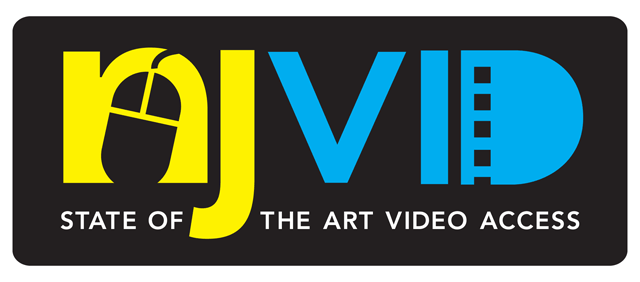 njVID
STATE OF THE ART VIDEO ACCESS